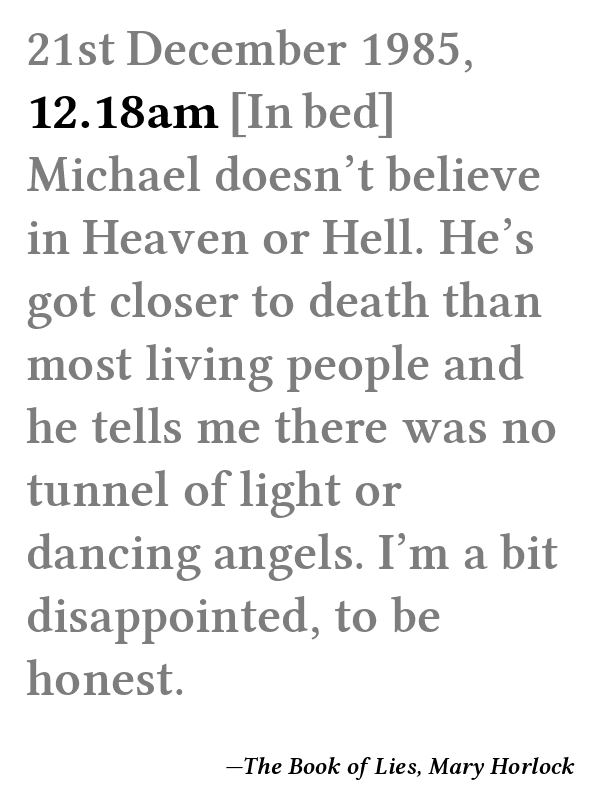 21st December 1985,
12.18am [In bed]
Michael doesn’t believe
in Heaven or Hell. He’s
got closer to death than
most living people and
he tells me there was no
tunnel of light or
dancing angels. I’m a bit
disappointed, to be
honest.
—The Book of Lies, Mary Horlock